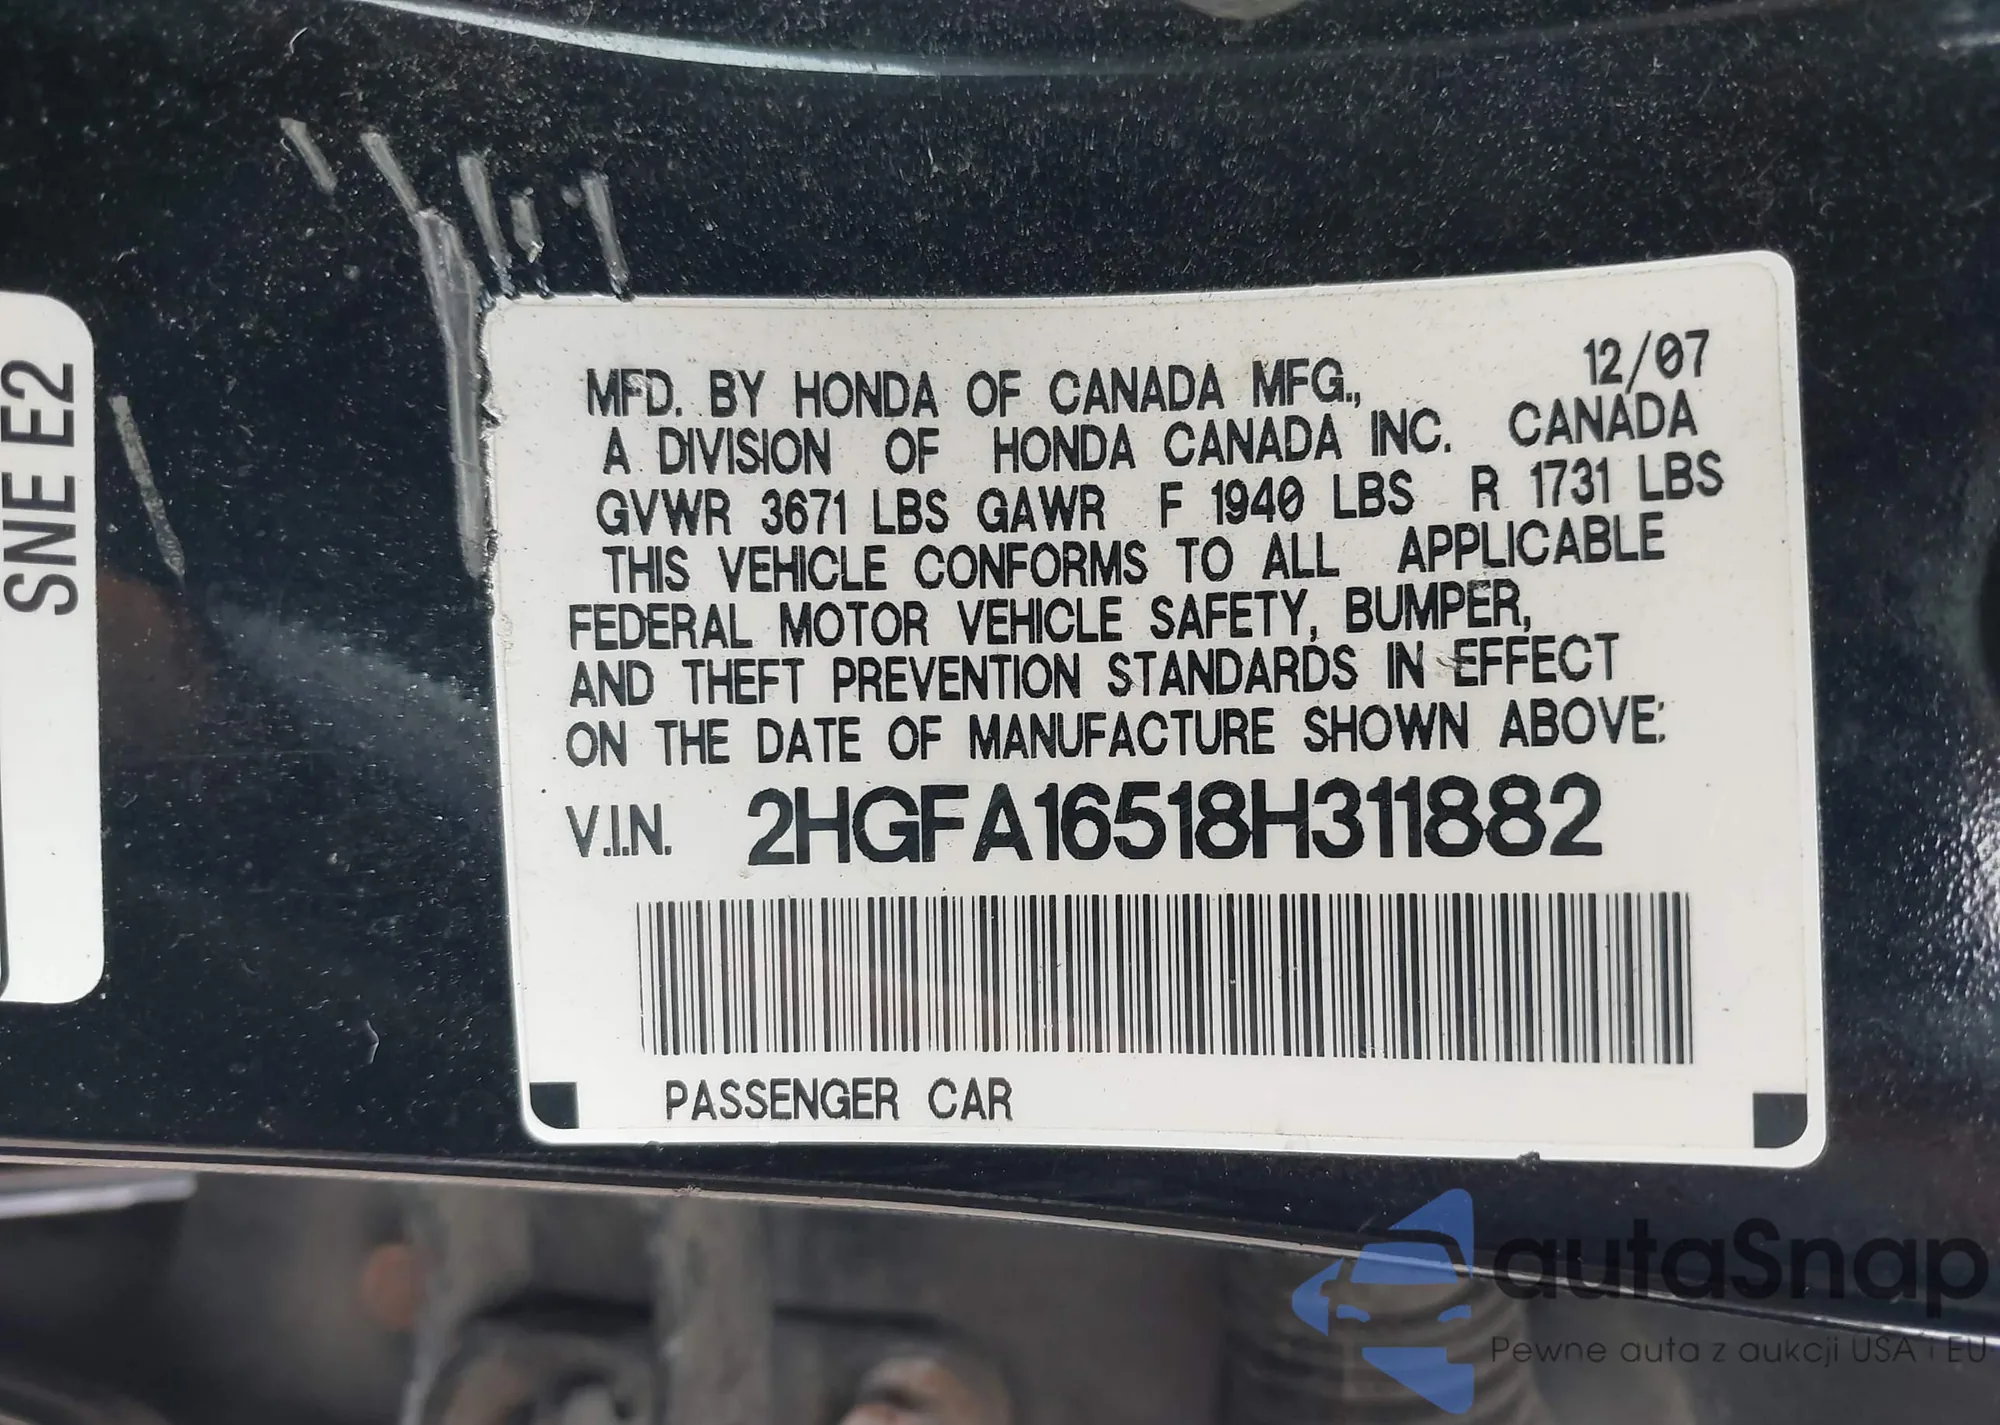 SNE E2
12/07
MFD. BY HONDA OF CANADA MFG.,
A DIVISION OF HONDA CANADA INC. CANADA
GVWR 3671 LBS GAWR F 1940 LBS R 1731 LBS
THIS VEHICLE CONFORMS TO ALL APPLICABLE
FEDERAL MOTOR VEHICLE SAFETY, BUMPER,
AND THEFT PREVENTION STANDARDS IN EFFECT
ON THE DATE OF MANUFACTURE SHOWN ABOVE:
V.I.N. 2HGFA16518H311882
PASSENGER CAR
autaSnap
Pewne auta z aukcji USA i EU